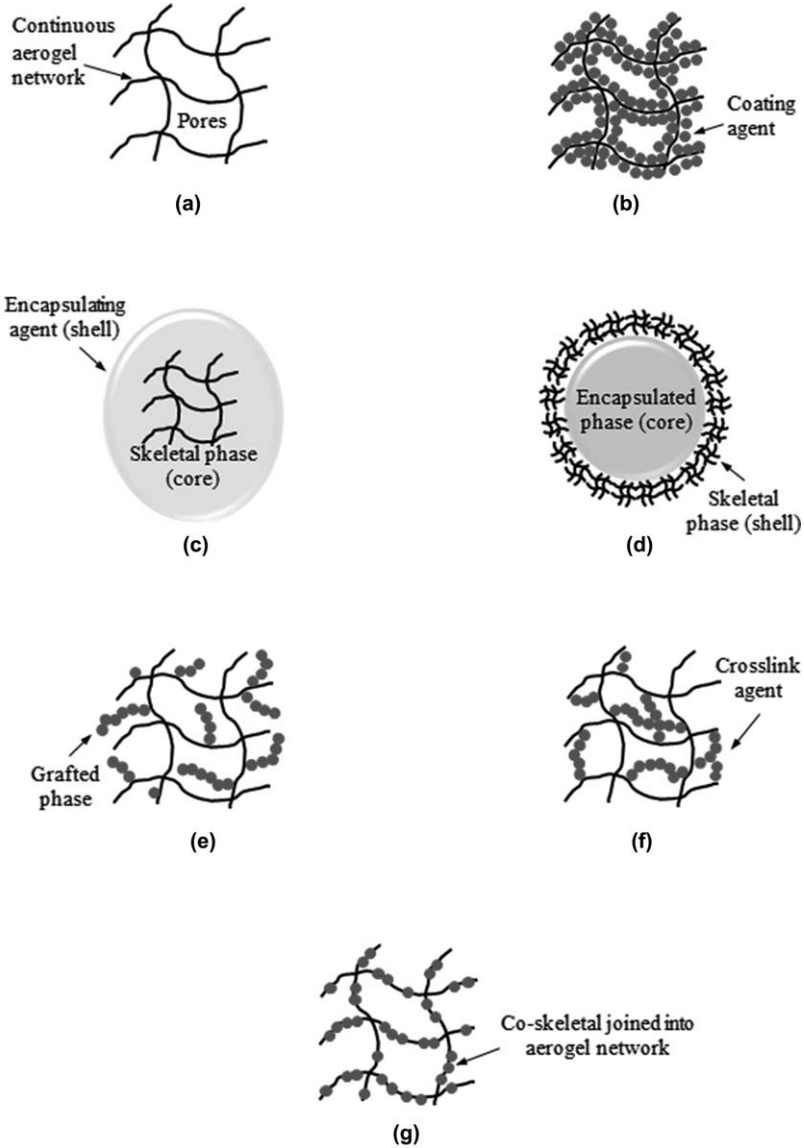 Continuous
aerogel
network
Pores
(a)
Coating
agent
(b)
Encapsulating
agent (shell)
Skeletal phase
(core)
(c)
Encapsulated
phase (core)
Skeletal
phase (shell)
(d)
Grafted
phase
(e)
Crosslink
agent
(f)
Co-skeletal joined into
aerogel network
(g)